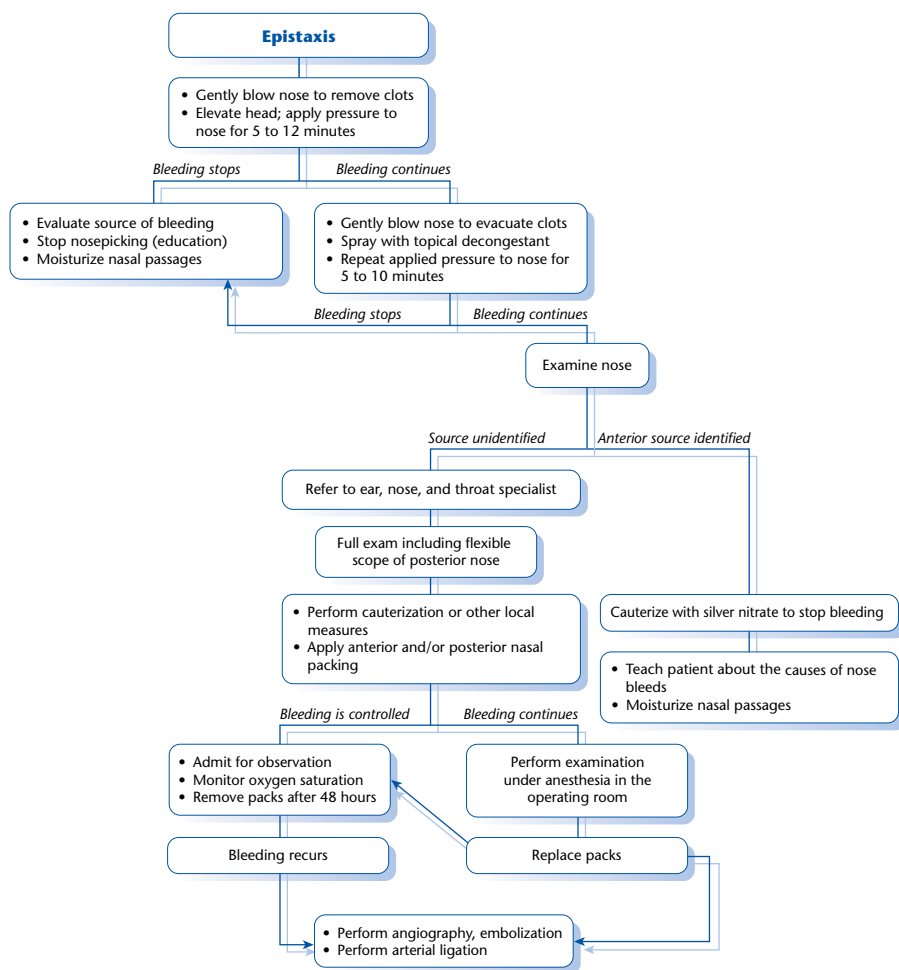 Epistaxis
• Gently blow nose to remove clots
• Elevate head; apply pressure to
nose for 5 to 12 minutes
Bleeding stops
Bleeding continues
• Evaluate source of bleeding
• Stop nosepicking (education)
• Moisturize nasal passages
• Gently blow nose to evacuate clots
• Spray with topical decongestant
• Repeat applied pressure to nose for
5 to 10 minutes
Bleeding stops
Bleeding continues
Examine nose
Source unidentified
Anterior source identified
Refer to ear, nose, and throat specialist
Full exam including flexible
scope of posterior nose
• Perform cauterization or other local
measures
• Apply anterior and/or posterior nasal
packing
Cauterize with silver nitrate to stop bleeding
• Teach patient about the causes of nose
bleeds
• Moisturize nasal passages
Bleeding is controlled
Bleeding continues
• Admit for observation
• Monitor oxygen saturation
• Remove packs after 48 hours
Perform examination
under anesthesia in the
operating room
Bleeding recurs
Replace packs
• Perform angiography, embolization
• Perform arterial ligation